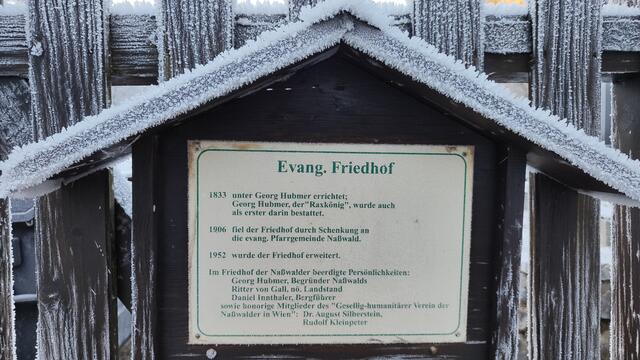 Evang. Friedhof
1833 unter Georg Hubmer errichtet;
Georg Hubmer, der"Raxkönig", wurde auch
als erster darin bestattet.
1906 fiel der Friedhof durch Schenkung an
die evang. Pfarrgemeinde Naßwald.
1952 wurde der Friedhof erweitert.
Im Friedhof der Naßwalder beerdigte Persönlichkeiten:
Georg Hubmer, Begründer Naßwalds
Ritter von Gall, nö. Landstand
Daniel Innthaler, Bergführer
sowie honorige Mitglieder des "Gesellig-humanitärer Verein der
Naßwalder in Wien": Dr. August Silberstein,
Rudolf Kleinpeter